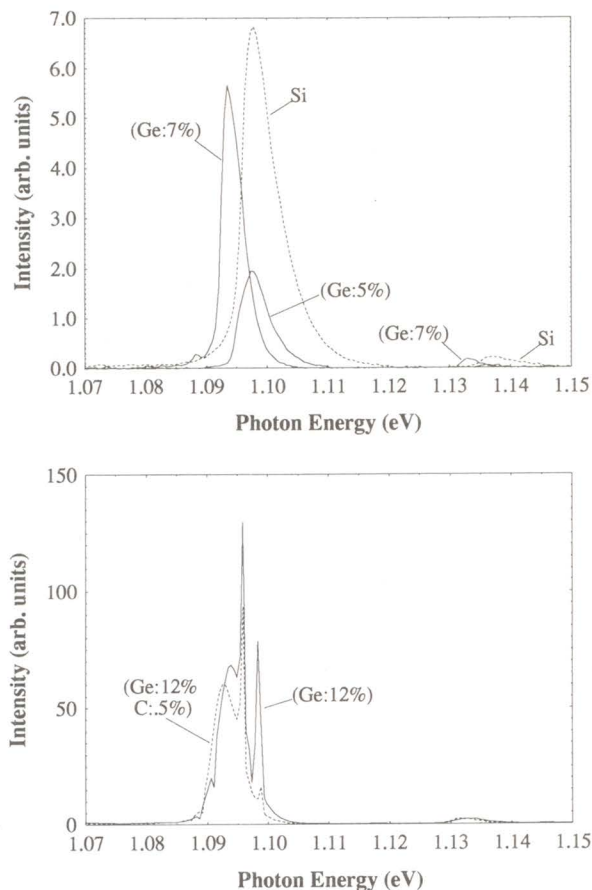 7.0
6.0
5.0
4.0
3.0
2.0
1.0
0.0
Intensity (arb. units)
Si
(Ge:7%)
(Ge:5%)
(Ge:7%)
Si
1.07 1.08 1.09 1.10 1.11 1.12 1.13 1.14 1.15
Photon Energy (eV)
150
100
50
0
Intensity (arb. units)
(Ge:12%
C:.5%)
(Ge:12%)
1.07 1.08 1.09 1.10 1.11 1.12 1.13 1.14 1.15
Photon Energy (eV)